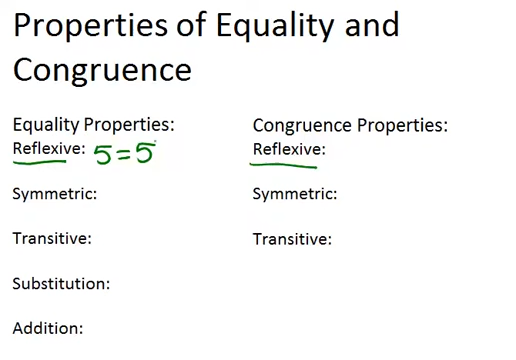 Properties of Equality and
Congruence
Equality Properties:
Reflexive: 5=5
Symmetric:
Transitive:
Substitution:
Addition:
Congruence Properties:
Reflexive:
Symmetric:
Transitive: